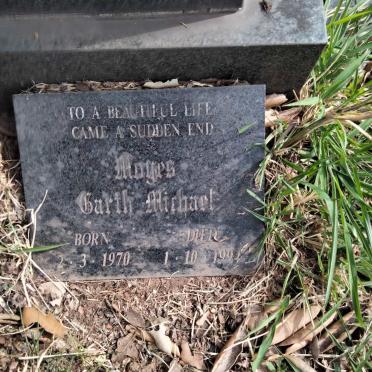 TO A BEAUTIFUL LIFE
CAME A SUDDEN END
Moyes
Garth Michael
BORN DIED
2-3 1970 1-10-